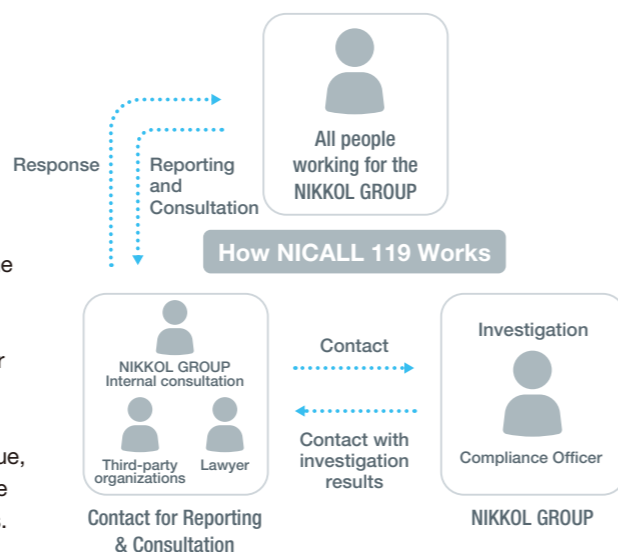 All people
working for the
NIKKOL GROUP
Response
Reporting
and
Consultation
How NICALL 119 Works
NIKKOL GROUP
Internal consultation
Third-party
organizations
Lawyer
Contact for Reporting
& Consultation
Contact
Contact with
investigation
results
Investigation
Compliance Officer
NIKKOL GROUP